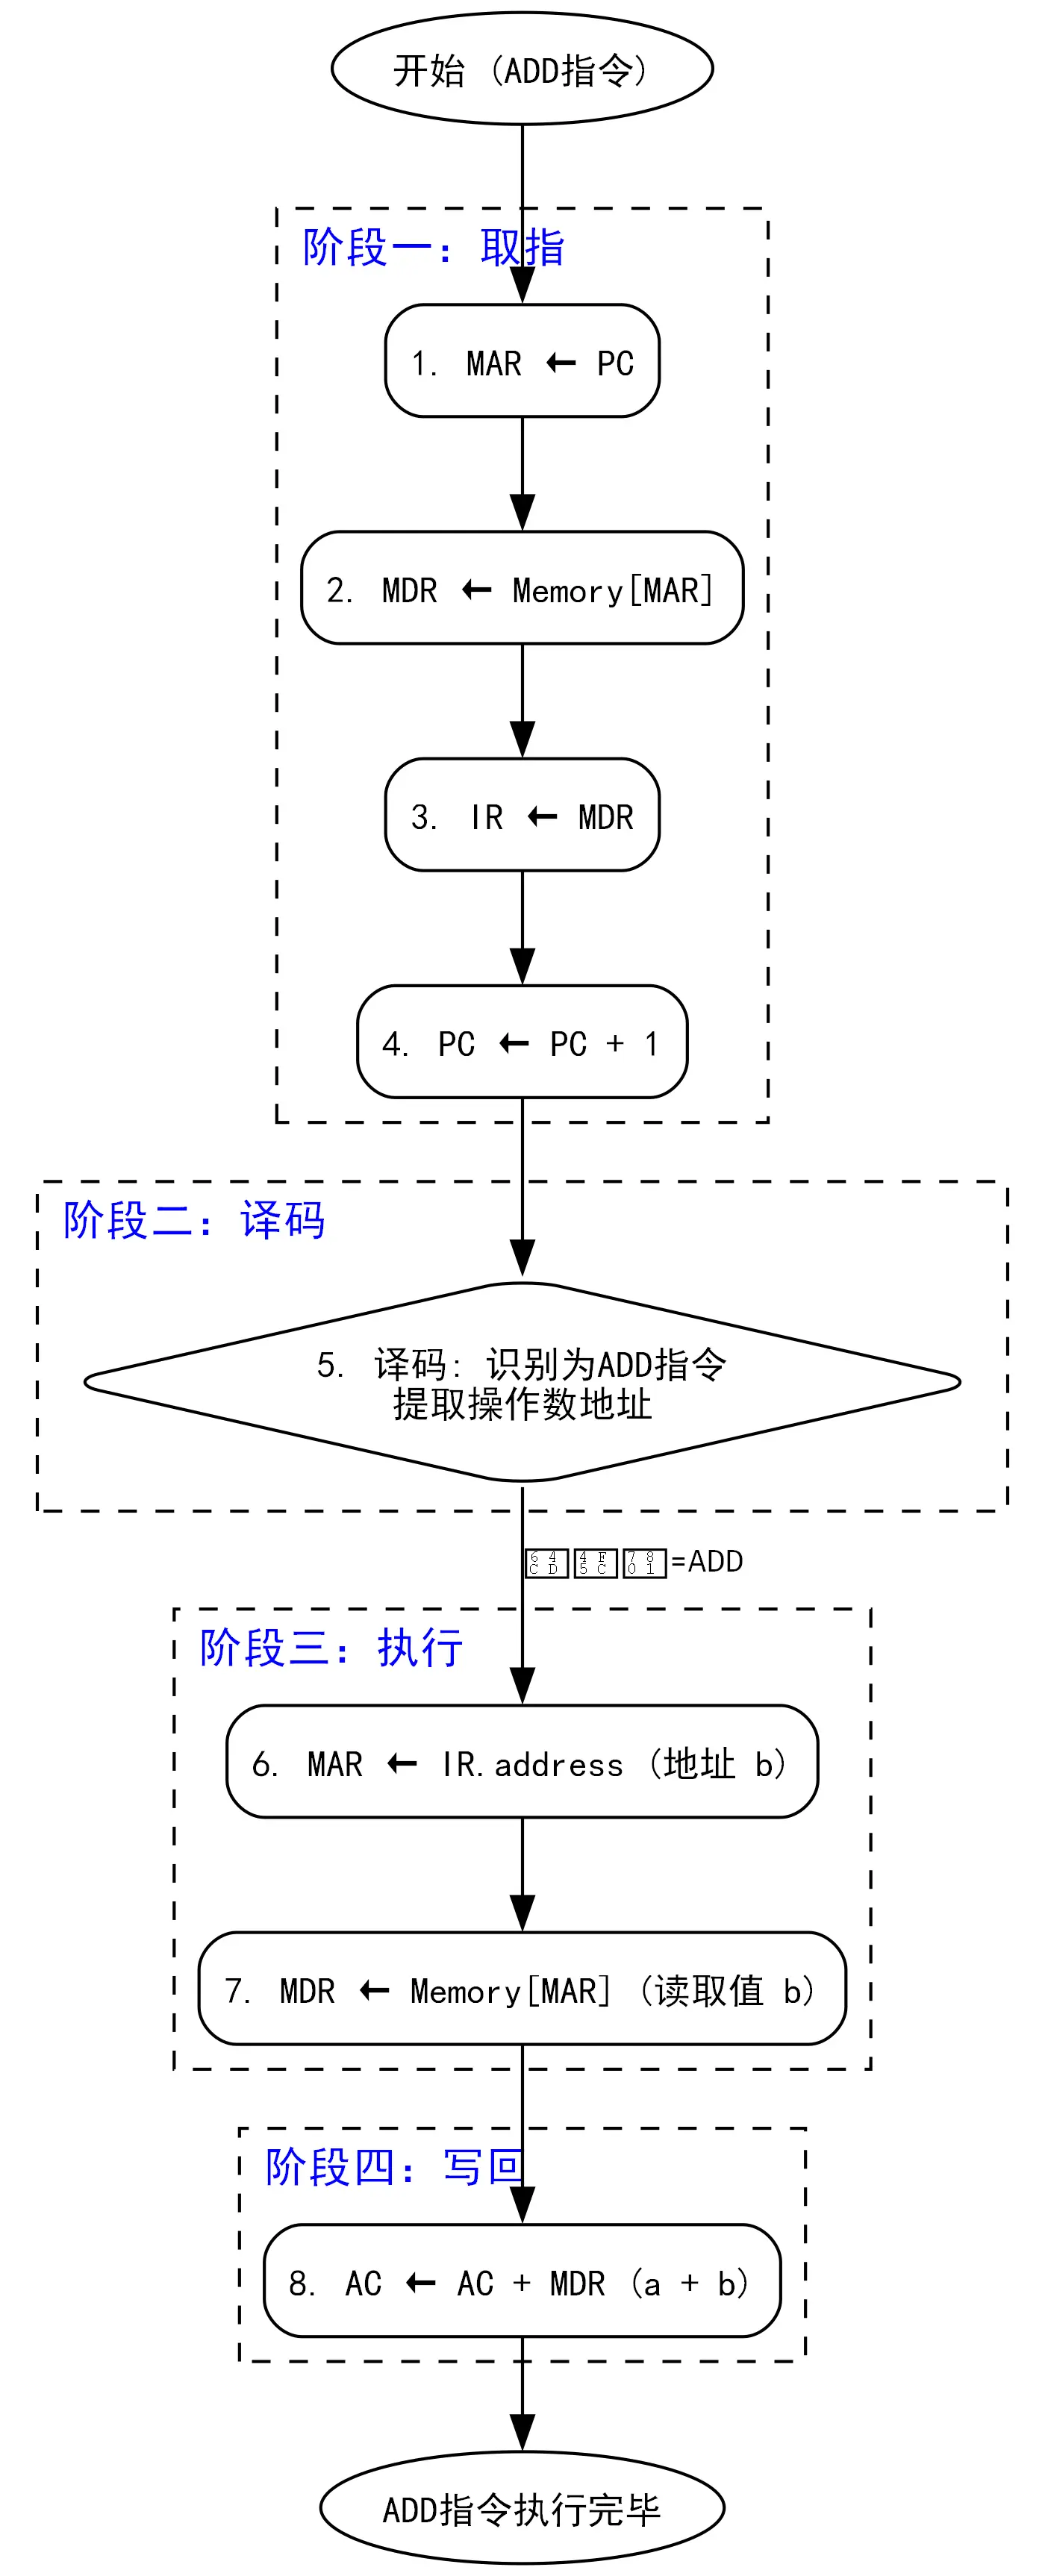 开始 (ADD指令)
阶段一: 取指
1. MAR ← PC
2. MDR ← Memory[MAR]
3. IR ← MDR
4. PC ← PC + 1
阶段二: 译码
5. 译码: 识别为ADD指令
提取操作数地址
=ADD
阶段三: 执行
6. MAR ← IR.address (地址 b)
7. MDR ← Memory[MAR] (读取值 b)
阶段四: 写回
8. AC ← AC + MDR (a + b)
ADD指令执行完毕